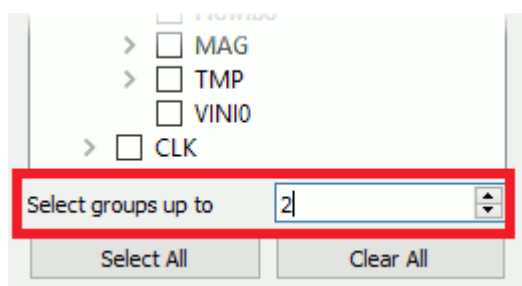 MAG
TMP
VINI0
CLK
Select groups up to 2
Select All Clear All